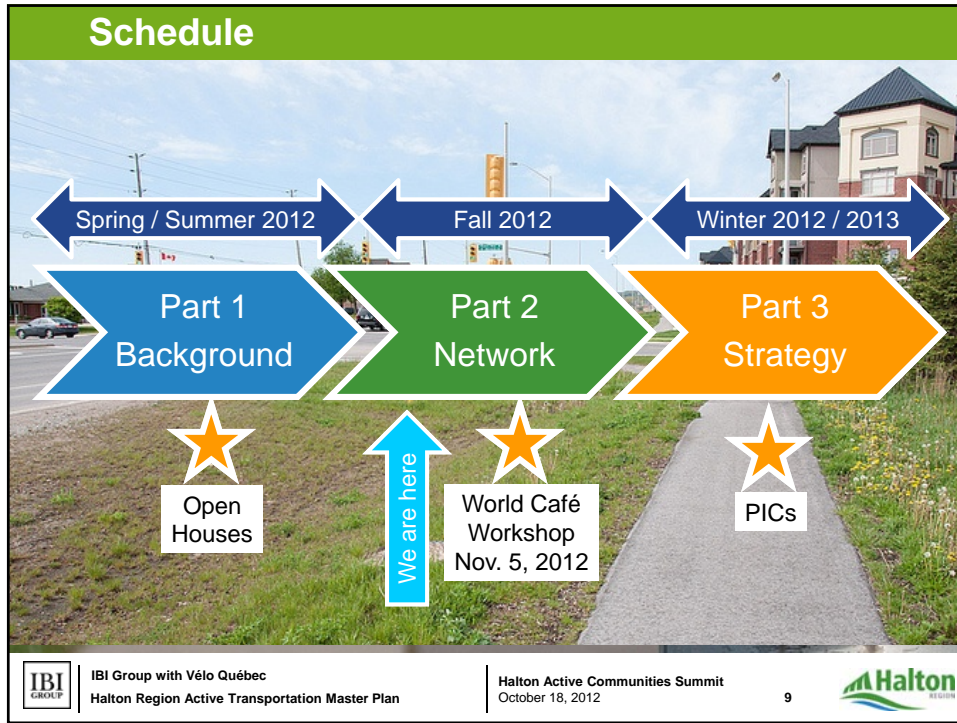 Schedule
Spring / Summer 2012
Fall 2012
Winter 2012 / 2013
Part 1
Background
Part 2
Network
Part 3
Strategy
Open
Houses
We are here
World Café
Workshop
Nov. 5, 2012
PICs
IBI
GROUP
IBI Group with Vélo Québec
Halton Region Active Transportation Master Plan
Halton Active Communities Summit
October 18, 2012
9
Halton
REGION